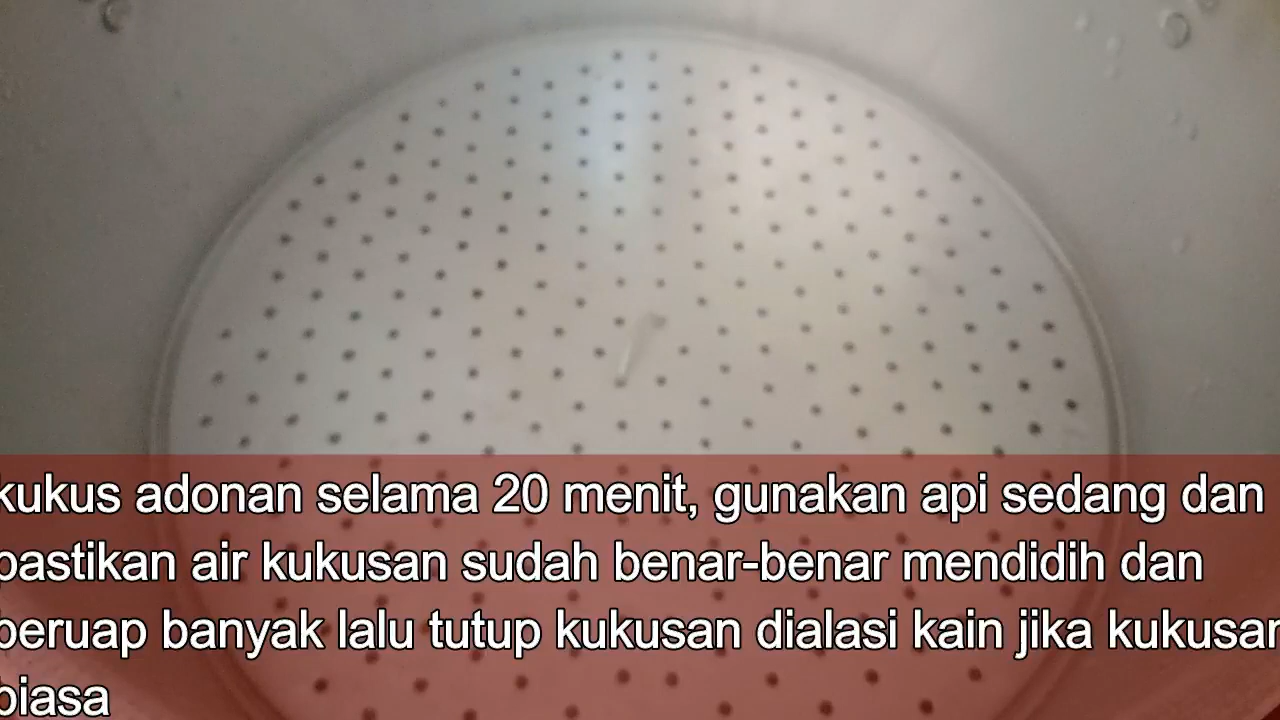 kukus adonan selama 20 menit, gunakan api sedang dan
pastikan air kukusan sudah benar-benar mendidih dan
beruap banyak lalu tutup kukusan dialasi kain jika kukusan
biasa